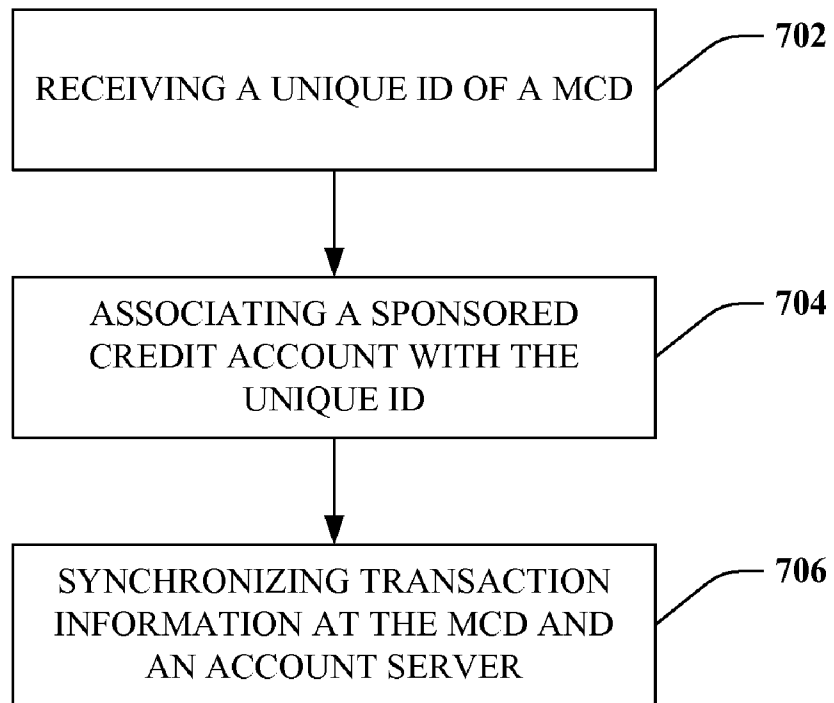 702
RECEIVING A UNIQUE ID OF A MCD
704
ASSOCIATING A SPONSORED
CREDIT ACCOUNT WITH THE
UNIQUE ID
706
SYNCHRONIZING TRANSACTION
INFORMATION AT THE MCD AND
AN ACCOUNT SERVER